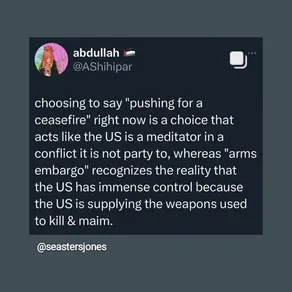 abdullah 🇵🇸
@AShihipar
choosing to say "pushing for a
ceasefire" right now is a choice that
acts like the US is a meditator in a
conflict it is not party to, whereas "arms
embargo" recognizes the reality that
the US has immense control because
the US is supplying the weapons used
to kill & maim.
@seastersjones